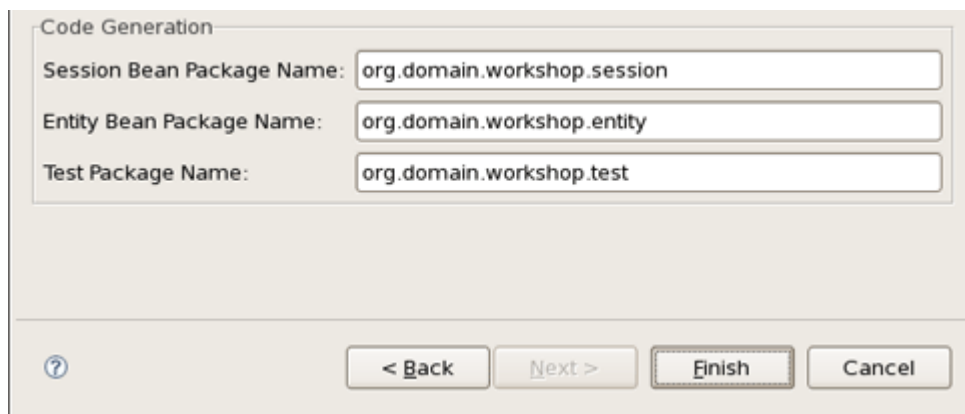 Code Generation
Session Bean Package Name: org.domain.workshop.session
Entity Bean Package Name: org.domain.workshop.entity
Test Package Name: org.domain.workshop.test
? < Back Next > Finish Cancel